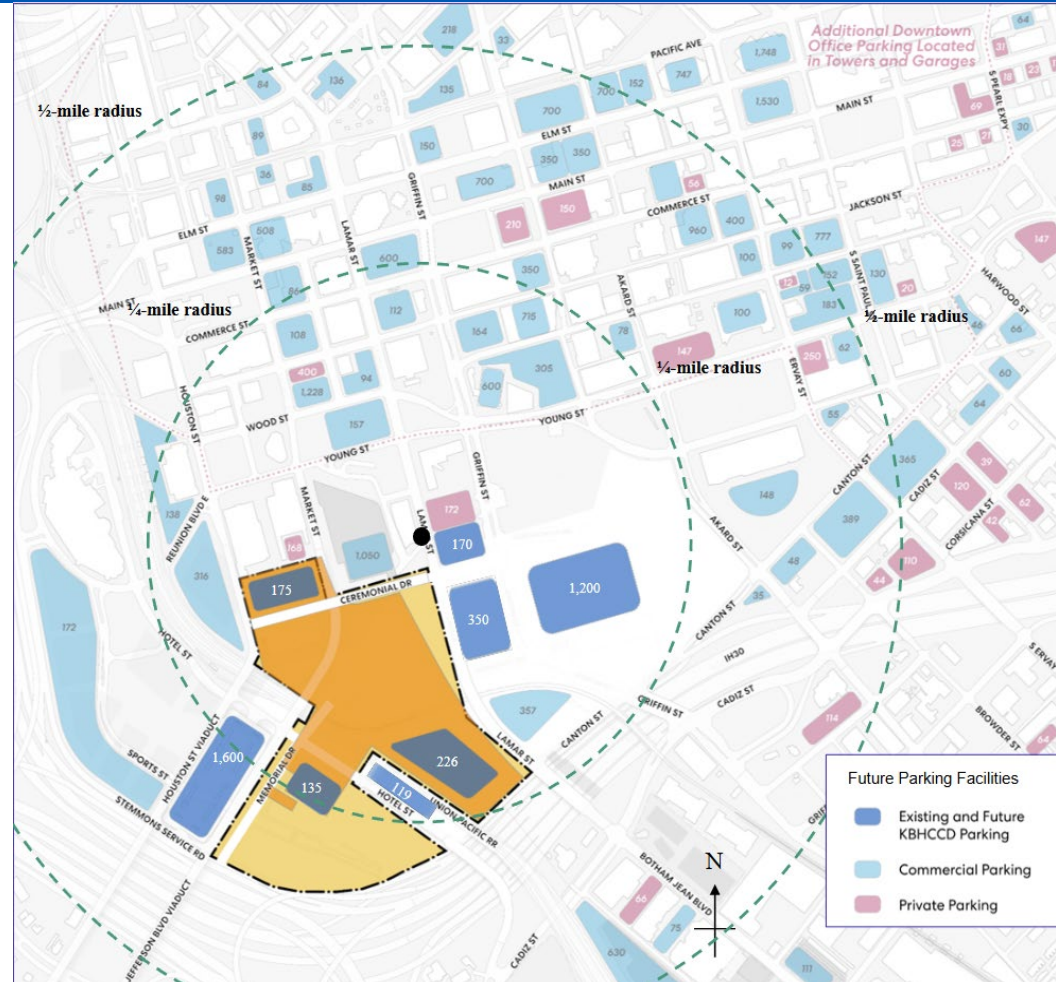 218
33
PACIFIC AVE
1,748
Additional Downtown
Office Parking Located
in Towers and Garages
64
31
84
136
135
700
152
747
18
23
½-mile radius
700
1,530
MAIN ST
69
S PEARL EXPY
89
150
ELM ST
350
350
25
30
36
85
700
MAIN ST
56
98
GRIFFIN ST
210
150
COMMERCE ST
JACKSON ST
ELM ST
508
583
MARKET ST
LAMAR ST
600
960
400
99
777
147
350
100
S SAINT PAUL
130
HARWOOD ST
86
AKARD ST
12
59
152
20
MAIN ST
¼-mile radius
112
715
183
½-mile radius
COMMERCE ST
108
164
78
100
46
66
400
94
305
147
¼-mile radius
250
62
1,228
600
ERVAY ST
60
HOUSTON ST
WOOD ST
157
YOUNG ST
55
64
YOUNG ST
GRIFFIN ST
CANTON ST
365
CADIZ ST
39
120
138
REUNION BLVD E
MARKET ST
172
148
CORSICANA ST
62
LAMAR ST
389
42
168
1,050
170
AKARD ST
110
316
175
CEREMONIAL DR
1,200
48
44
350
35
172
CANTON ST
HOTEL ST
IH30
S ERVAY
GRIFFIN ST
CADIZ ST
357
CANTON ST
BROWDER ST
114
HOUSTON ST VIADUCT
1,600
LAMAR ST
64
SPORTS ST
MEMORIAL DR
226
135
119
HOTEL ST
UNION PACIFIC RR
STEMMONS SERVICE RD
Future Parking Facilities
Existing and Future
KBHCCD Parking
Commercial Parking
Private Parking
N
BOTHAM JEAN BLVD
66
75
JEFFERSON BLVD VIADUCT
CADIZ ST
630
111